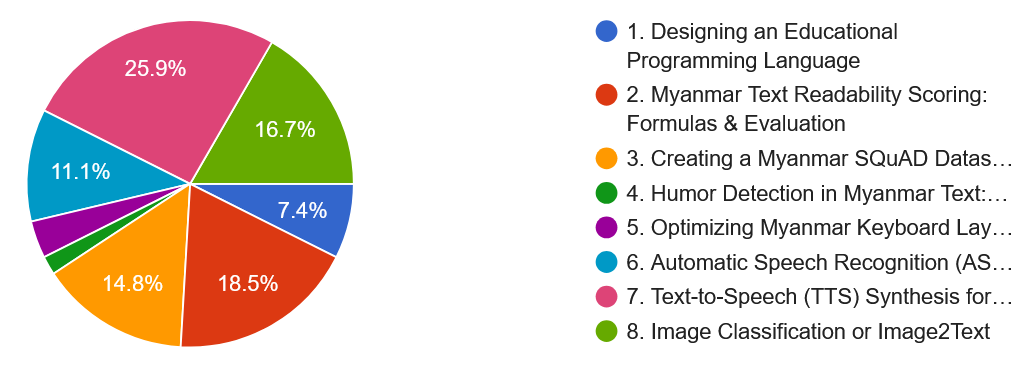 25.9%
16.7%
11.1%
7.4%
14.8%
18.5%
1. Designing an Educational
Programming Language
2. Myanmar Text Readability Scoring:
Formulas & Evaluation
3. Creating a Myanmar SQuAD Datas…
4. Humor Detection in Myanmar Text:…
5. Optimizing Myanmar Keyboard Lay…
6. Automatic Speech Recognition (AS…
7. Text-to-Speech (TTS) Synthesis for…
8. Image Classification or Image2Text